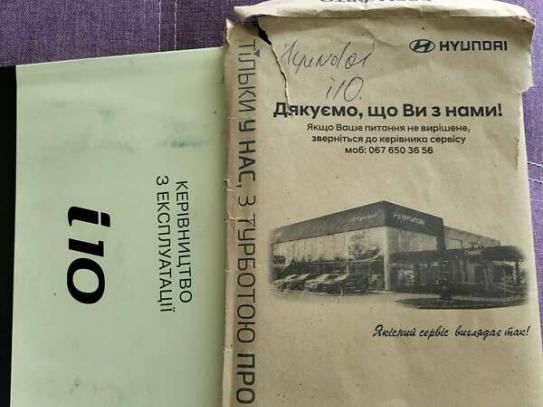 HYUNDAI
Hyundai
i10.
Дякуємо, що Ви з нами!
Якщо Ваше питання не вирішене,
зверніться до керівника сервісу
моб: 067 650 36 56
HYUNDAI
Якісний сервіс виглядає так!
ТІЛЬКИ У НАС, З ТУРБОТОЮ ПРО
КЕРІВНИЦТВО
З ЕКСПЛУАТАЦІЇ
i10